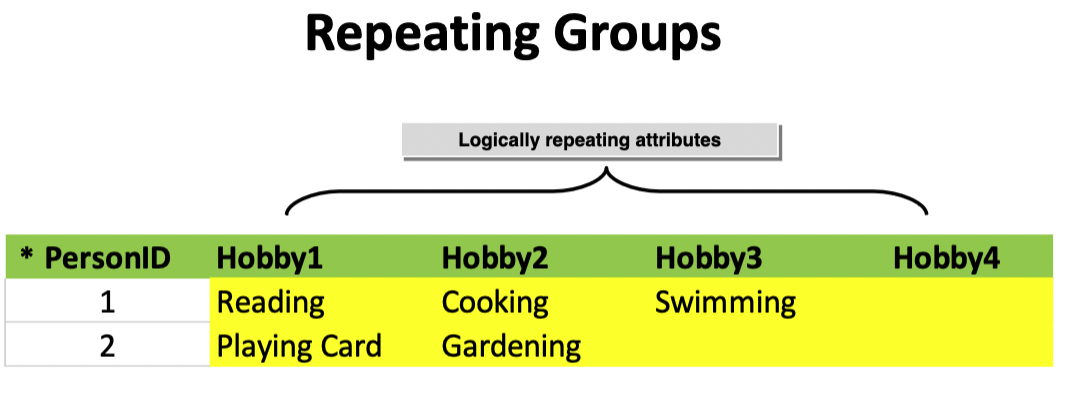 Repeating Groups
Logically repeating attributes
* PersonID Hobby1 Hobby2 Hobby3 Hobby4
1 Reading Cooking Swimming
2 Playing Card Gardening